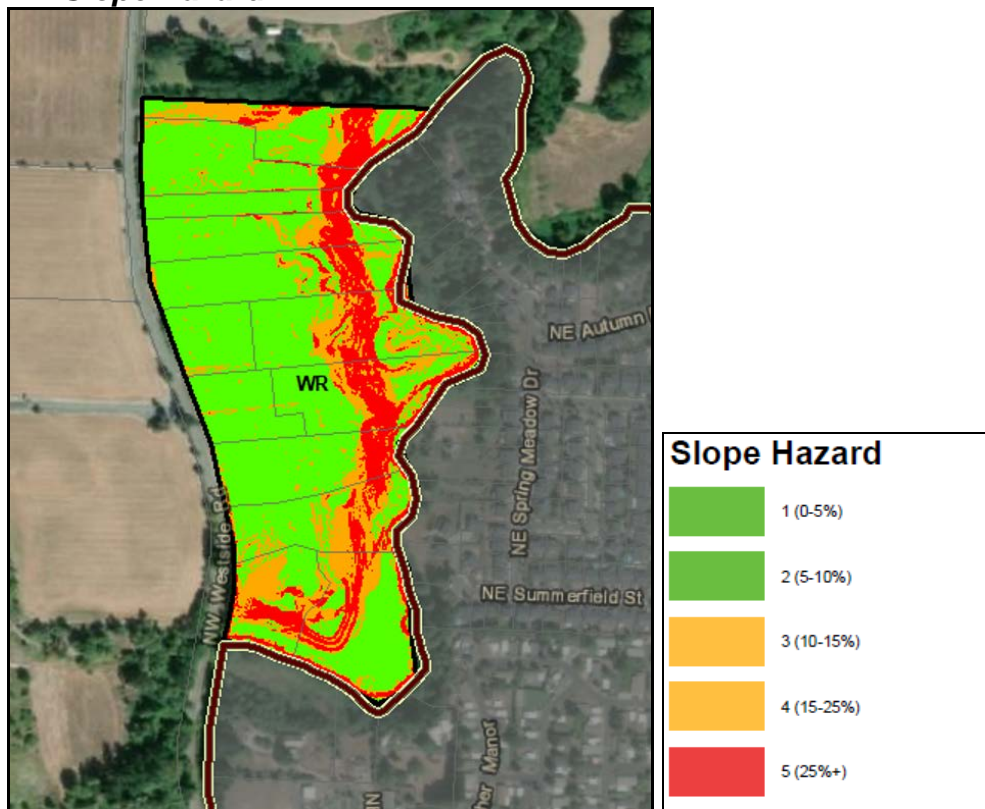 WR
NE Autumn
NE Spring Meadow Dr
NW Westside Rd
NE Summerfield St
Manor
Slope Hazard
1 (0-5%)
2 (5-10%)
3 (10-15%)
4 (15-25%)
5 (25%+)